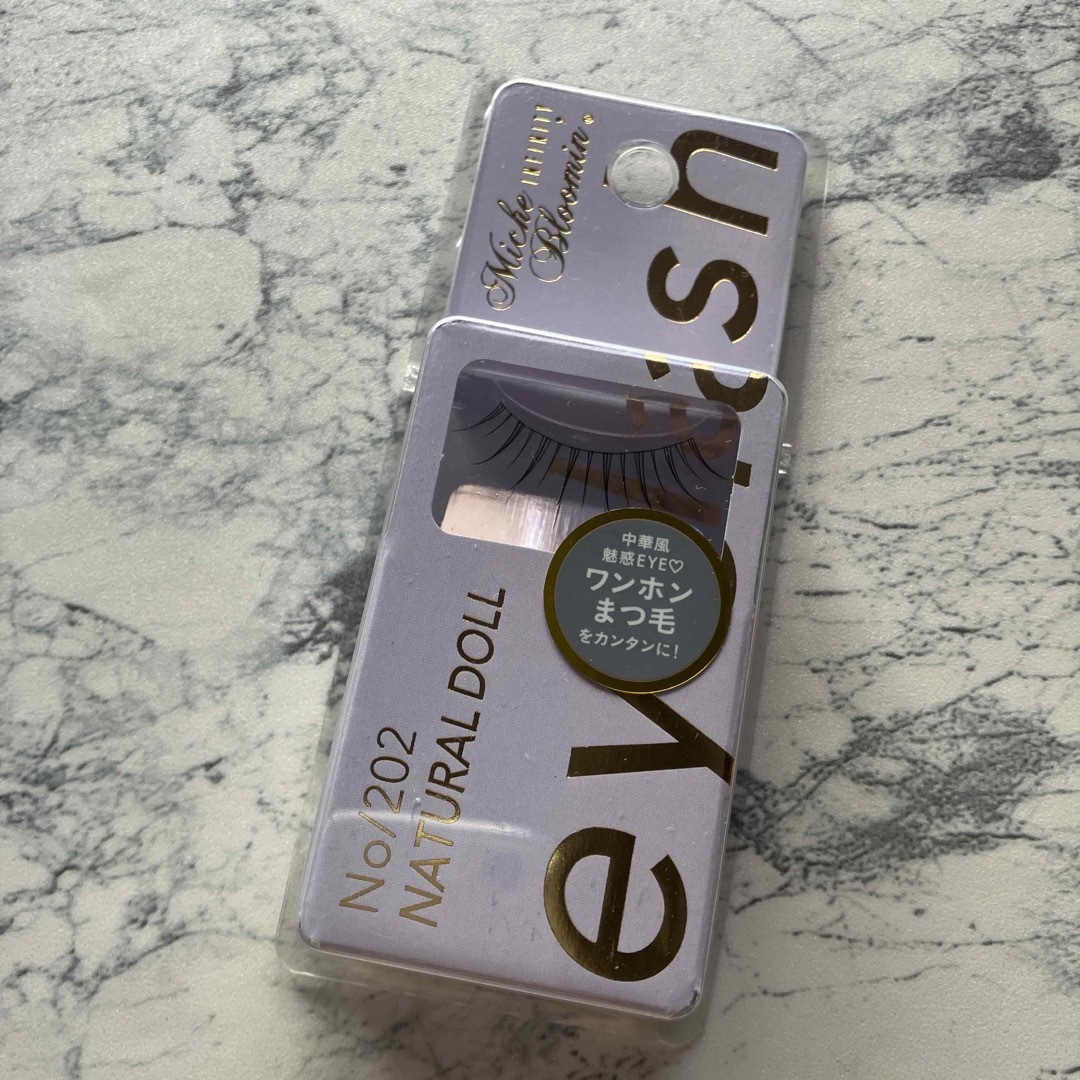 Miche INFINITY
Bloomin'
eyelash
No/202
NATURAL DOLL
中華風
魅惑EYE♡
ワンホン
まつ毛
をカンタンに!